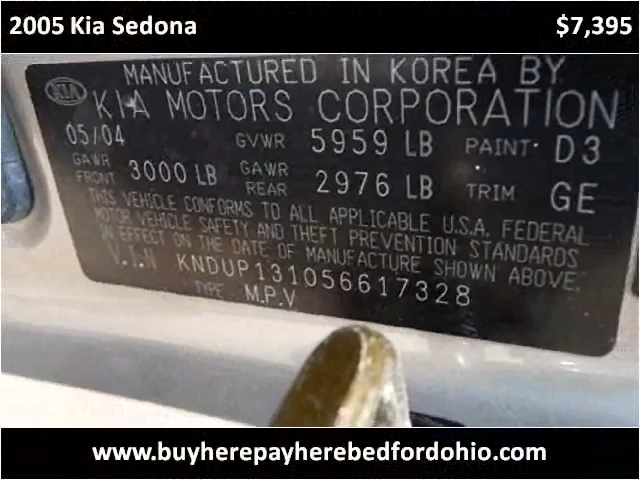 2005 Kia Sedona $7,395
MANUFACTURED IN KOREA BY
KIA KIA MOTORS CORPORATION
05/04 GVWR 5959 LB PAINT: D3
GAWR FRONT 3000 LB GAWR REAR 2976 LB TRIM GE
THIS VEHICLE CONFORMS TO ALL APPLICABLE U.S.A. FEDERAL
MOTOR VEHICLE SAFETY AND THEFT PREVENTION STANDARDS
IN EFFECT ON THE DATE OF MANUFACTURE SHOWN ABOVE.
V.I.N KNDUP131056617328
TYPE M.P.V
www.buyherepayherebedfordohio.com